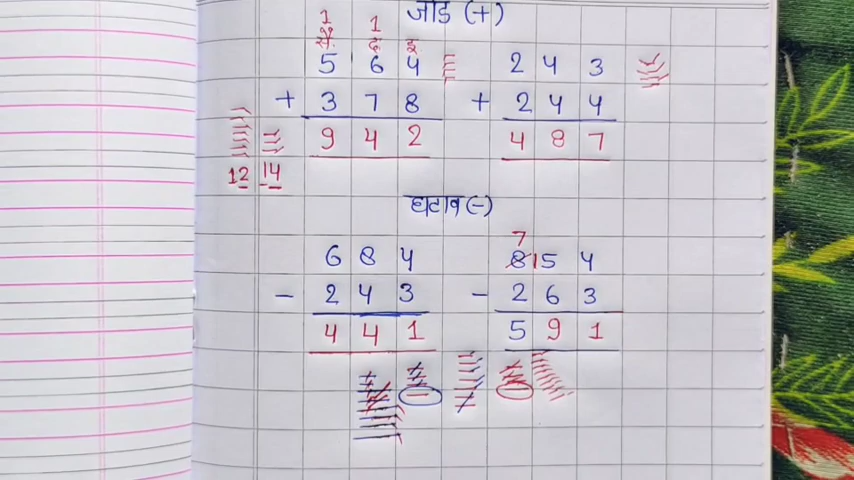 जोड (+)
1 1
से. द. इ.
5 6 4 2 4 3
+ 3 7 8 + 2 4 4
9 4 2 4 8 7
12 14
घटाव (-)
7
6 8 4 8 15 4
- 2 4 3 - 2 6 3
4 4 1 5 9 1